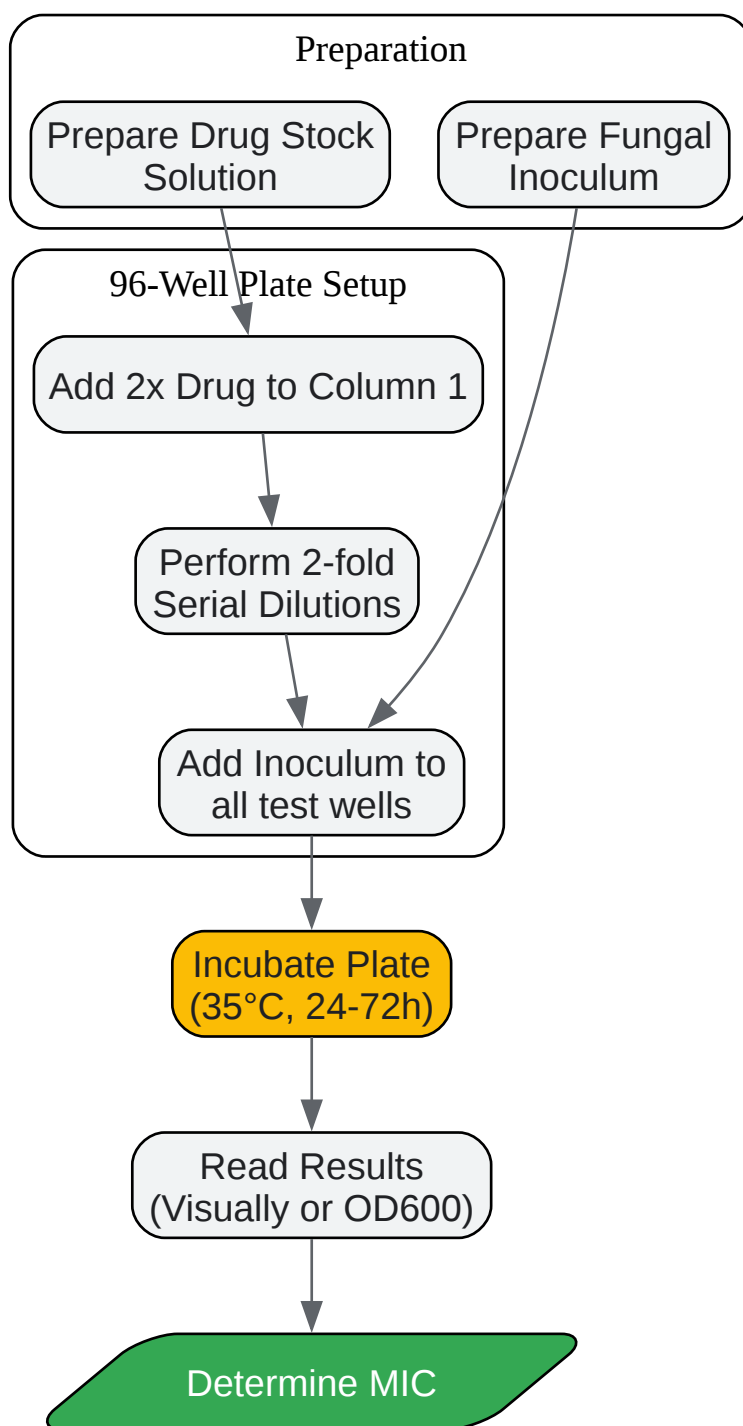 Preparation
Prepare Drug Stock
Solution
Prepare Fungal
Inoculum
96-Well Plate Setup
Add 2x Drug to Column 1
Perform 2-fold
Serial Dilutions
Add Inoculum to
all test wells
Incubate Plate
(35°C, 24-72h)
Read Results
(Visually or OD600)
Determine MIC